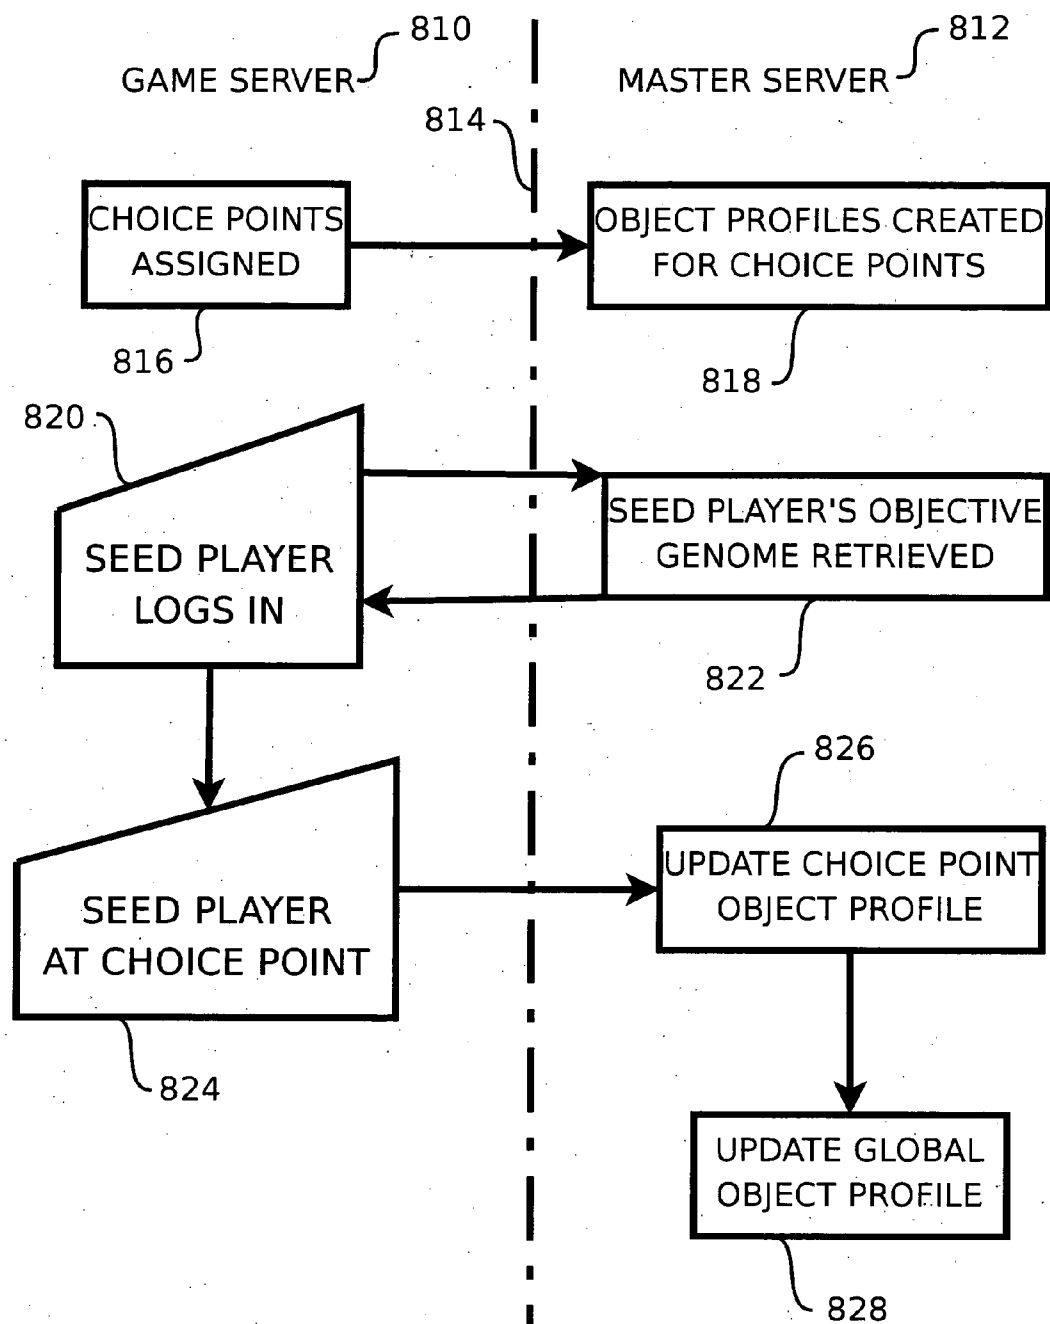 810
812
GAME SERVER
MASTER SERVER
814
CHOICE POINTS
ASSIGNED
OBJECT PROFILES CREATED
FOR CHOICE POINTS
816
818
820
SEED PLAYER
LOGS IN
SEED PLAYER'S OBJECTIVE
GENOME RETRIEVED
822
826
SEED PLAYER
AT CHOICE POINT
UPDATE CHOICE POINT
OBJECT PROFILE
824
UPDATE GLOBAL
OBJECT PROFILE
828